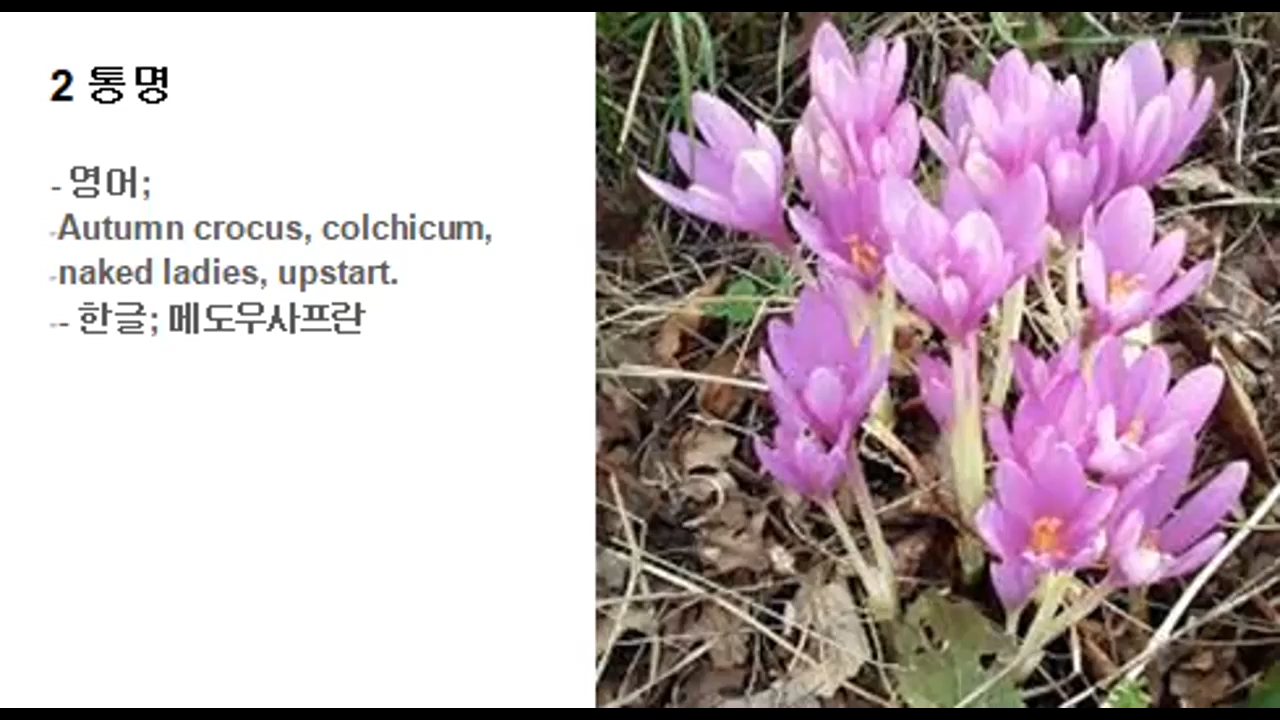 2 통명
- 영어;
-Autumn crocus, colchicum,
-naked ladies, upstart.
-- 한글; 메도우사프란